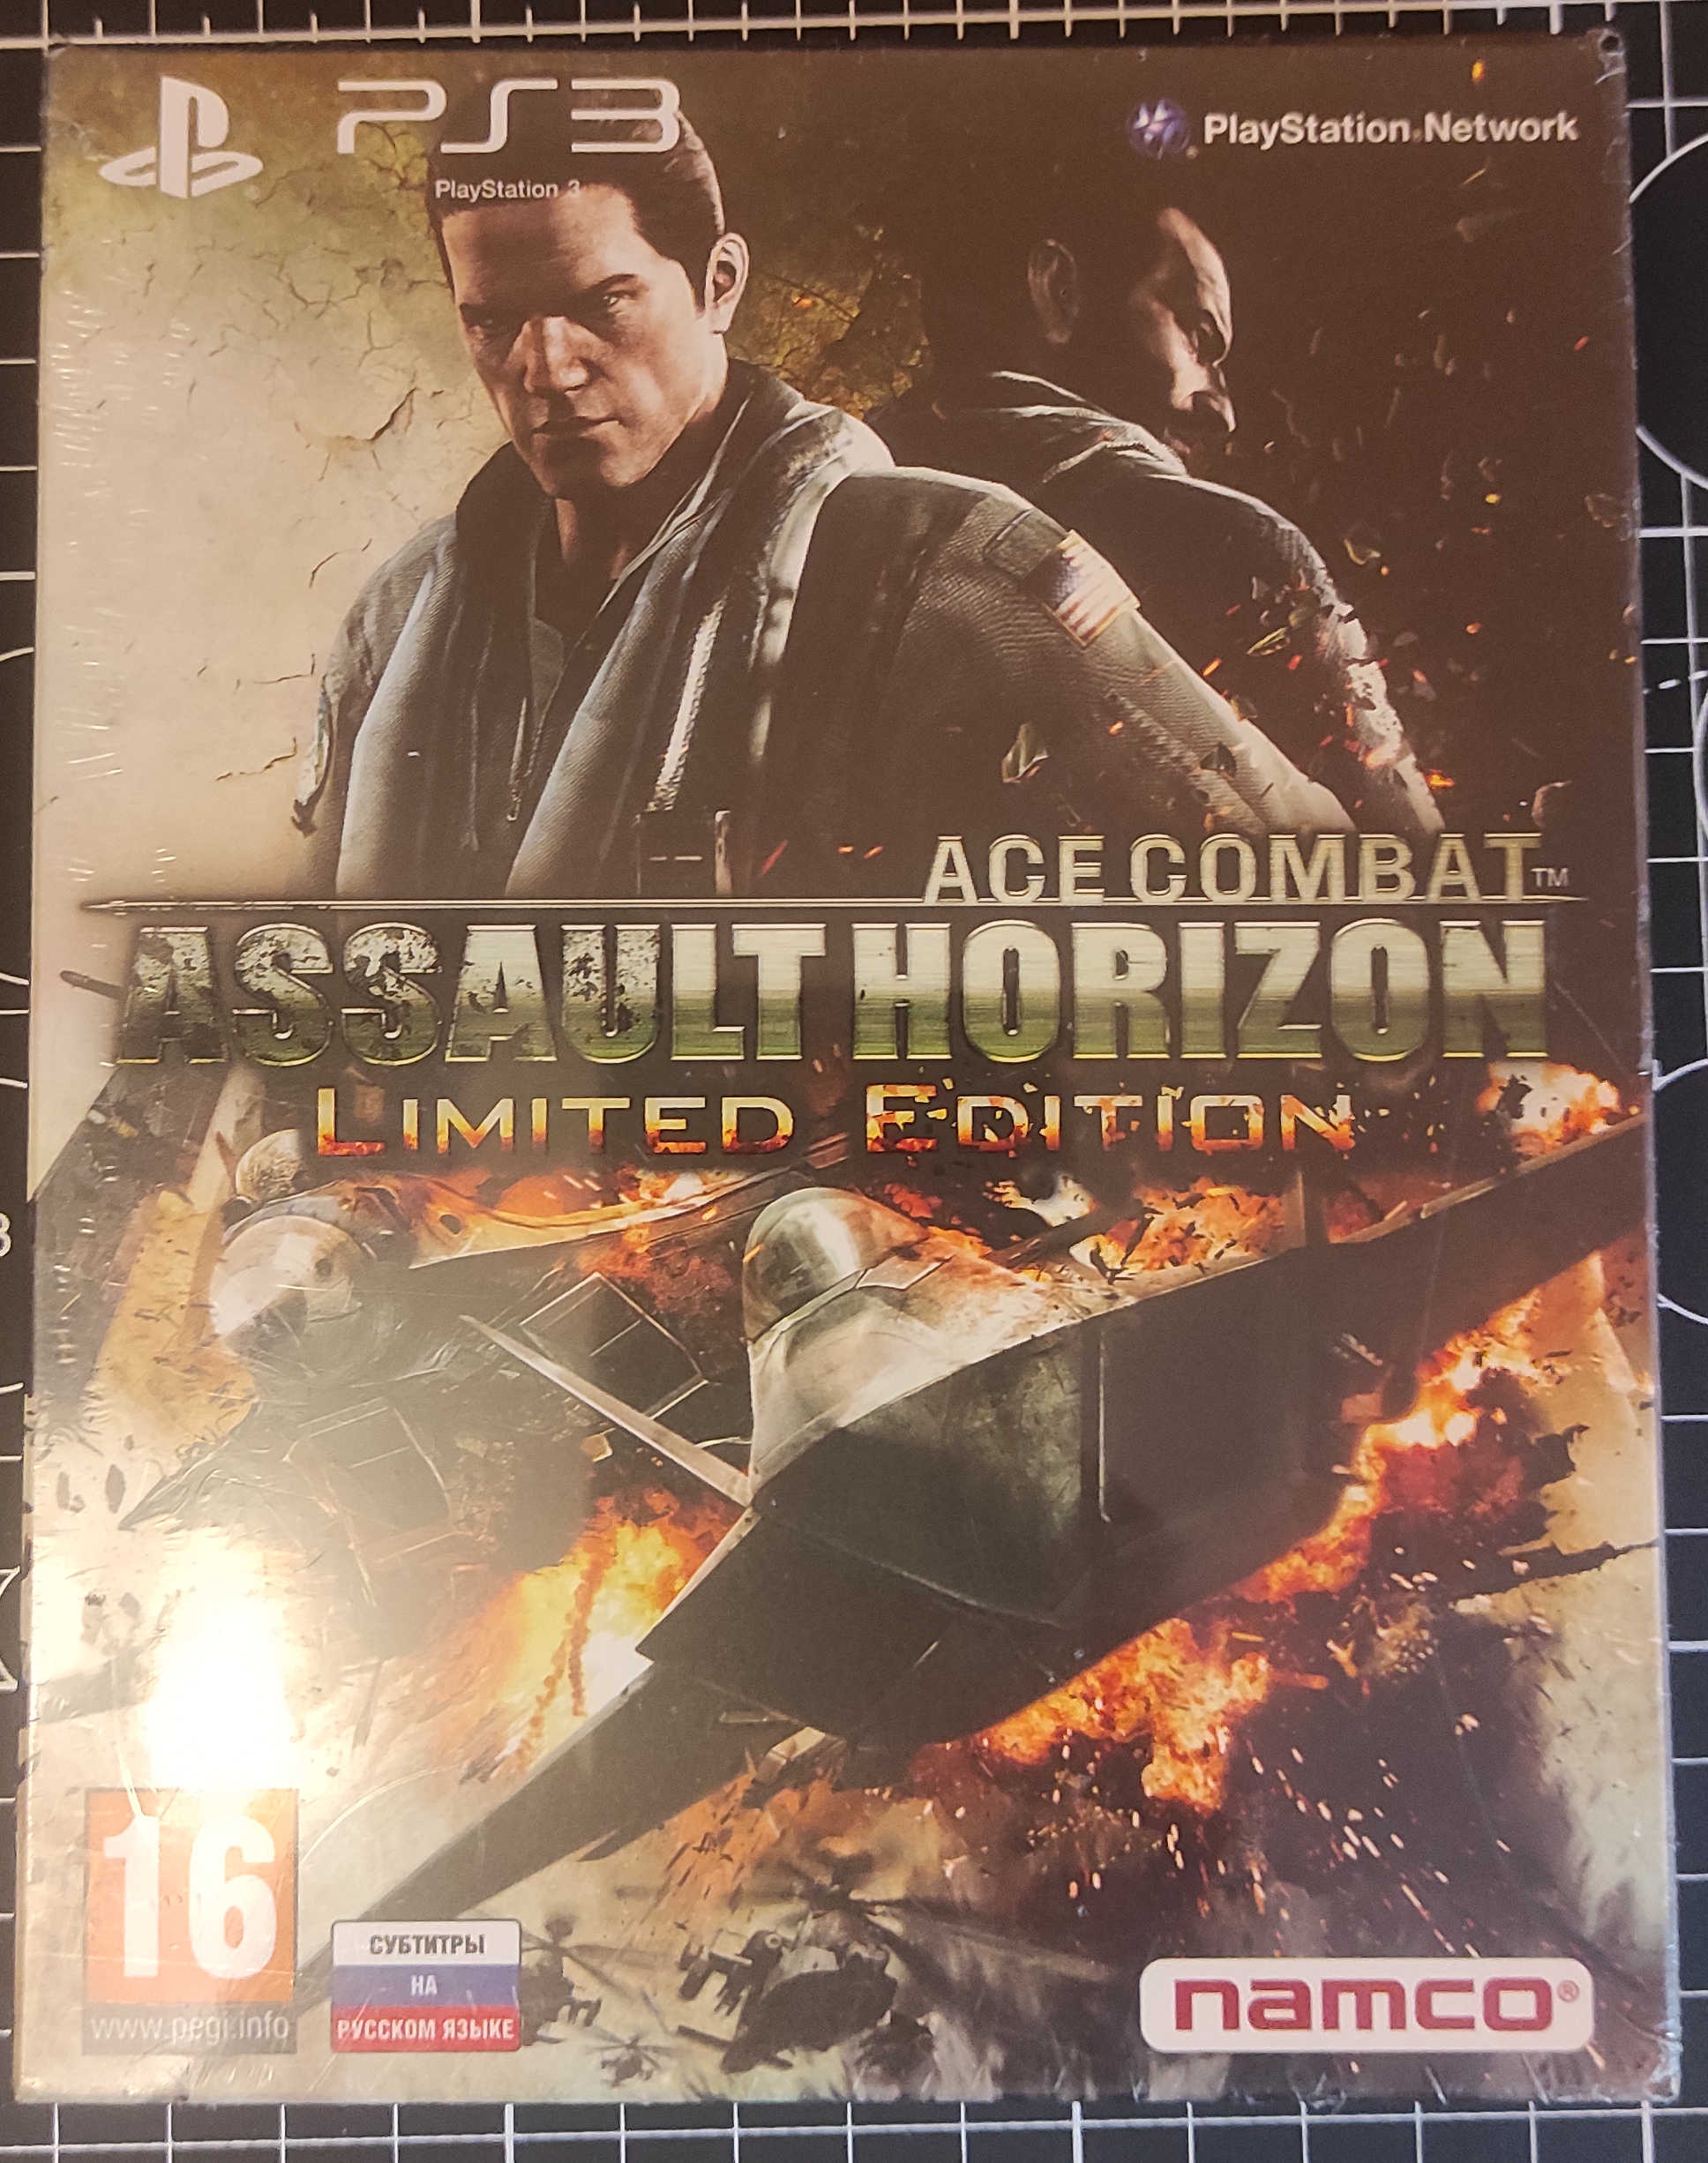 PS3
PlayStation 3
PlayStation®Network
ACE COMBAT™
ASSAULT HORIZON
LIMITED EDITION
16
www.pegi.info
СУБТИТРЫ
НА
РУССКОМ ЯЗЫКЕ
namco®